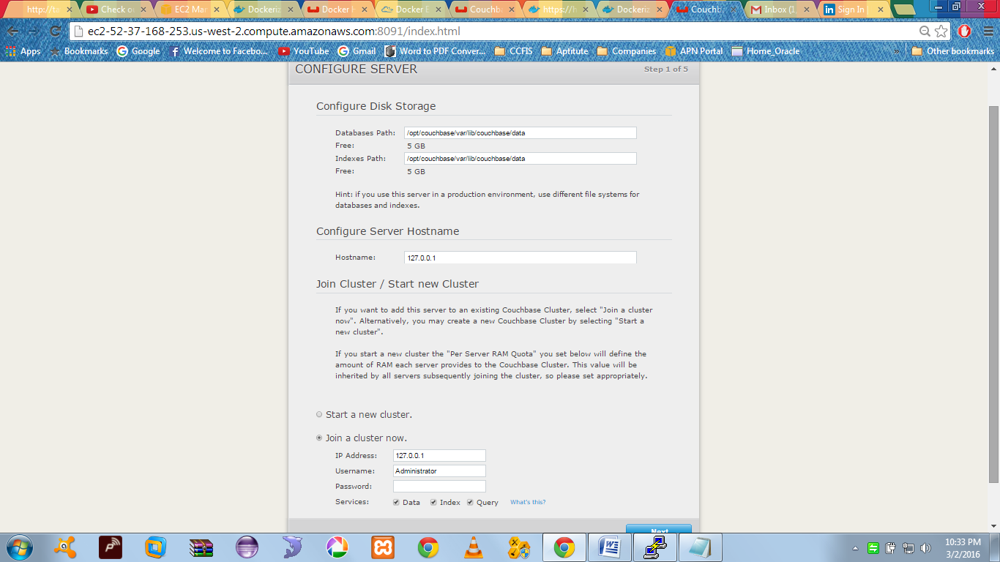 http://ta
Check o
EC2 Mar
Dockeriz
Docker H
Docker E
Couchb
https://h
Dockeriz
Couchb
Inbox (1
Sign In
ec2-52-37-168-253.us-west-2.compute.amazonaws.com:8091/index.html
Apps
Bookmarks
Google
Welcome to Facebo...
YouTube
Gmail
Word to PDF Conver...
CCFIS
Aptitute
Companies
APN Portal
Home_Oracle
»
Other bookmarks
CONFIGURE SERVER
Step 1 of 5
Configure Disk Storage
Databases Path: /opt/couchbase/var/lib/couchbase/data
Free: 5 GB
Indexes Path: /opt/couchbase/var/lib/couchbase/data
Free: 5 GB
Hint: if you use this server in a production environment, use different file systems for
databases and indexes.
Configure Server Hostname
Hostname: 127.0.0.1
Join Cluster / Start new Cluster
If you want to add this server to an existing Couchbase Cluster, select "Join a cluster
now". Alternatively, you may create a new Couchbase Cluster by selecting "Start a
new cluster".
If you start a new cluster the "Per Server RAM Quota" you set below will define the
amount of RAM each server provides to the Couchbase Cluster. This value will be
inherited by all servers subsequently joining the cluster, so please set appropriately.
Start a new cluster.
Join a cluster now.
IP Address: 127.0.0.1
Username: Administrator
Password:
Services: Data Index Query What's this?
Next
10:33 PM
3/2/2016